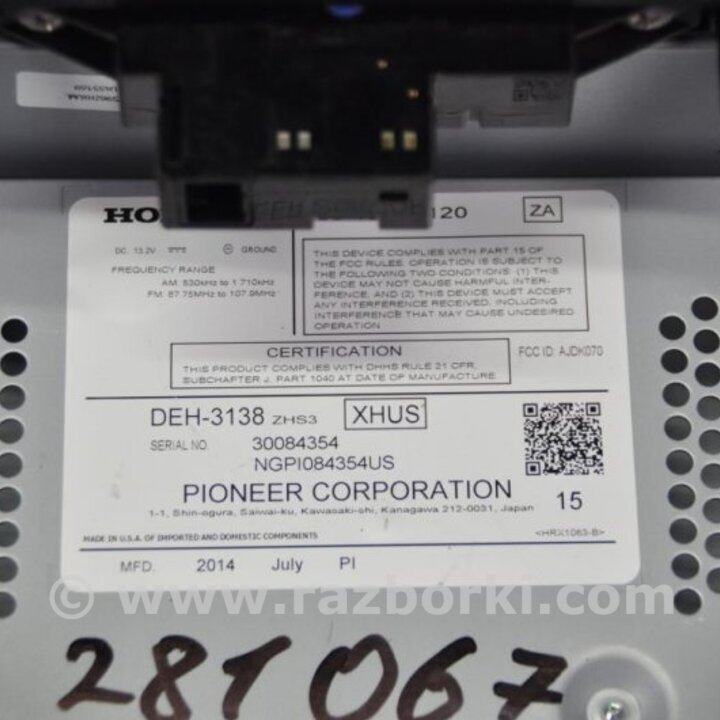 120 ZA
DC. 13.2V GROUND
FREQUENCY RANGE
AM: 530kHz to 1 710kHz
FM: 87.75MHz to 107.9MHz
THIS DEVICE COMPLIES WITH PART 15 OF
THE FCC RULES. OPERATION IS SUBJECT TO
THE FOLLOWING TWO CONDITIONS: (1) THIS
DEVICE MAY NOT CAUSE HARMFUL INTER-
FERENCE, AND (2) THIS DEVICE MUST ACCEPT
ANY INTERFERENCE RECEIVED, INCLUDING
INTERFERENCE THAT MAY CAUSE UNDESIRED
OPERATION
CERTIFICATION
THIS PRODUCT COMPLIES WITH DHHS RULE 21 CFR,
SUBCHAPTER J, PART 1040 AT DATE OF MANUFACTURE.
FCC ID: AJDK070
DEH-3138 ZHS3 XHUS
SERIAL NO. 30084354
NGPI084354US
PIONEER CORPORATION 15
1-1, Shin-ogura, Saiwai-ku, Kawasaki-shi, Kanagawa 212-0031, Japan
MADE IN U.S.A. OF IMPORTED AND DOMESTIC COMPONENTS
<HRX1063-B>
MFD. 2014 July PI
© www.razborki.com
281067